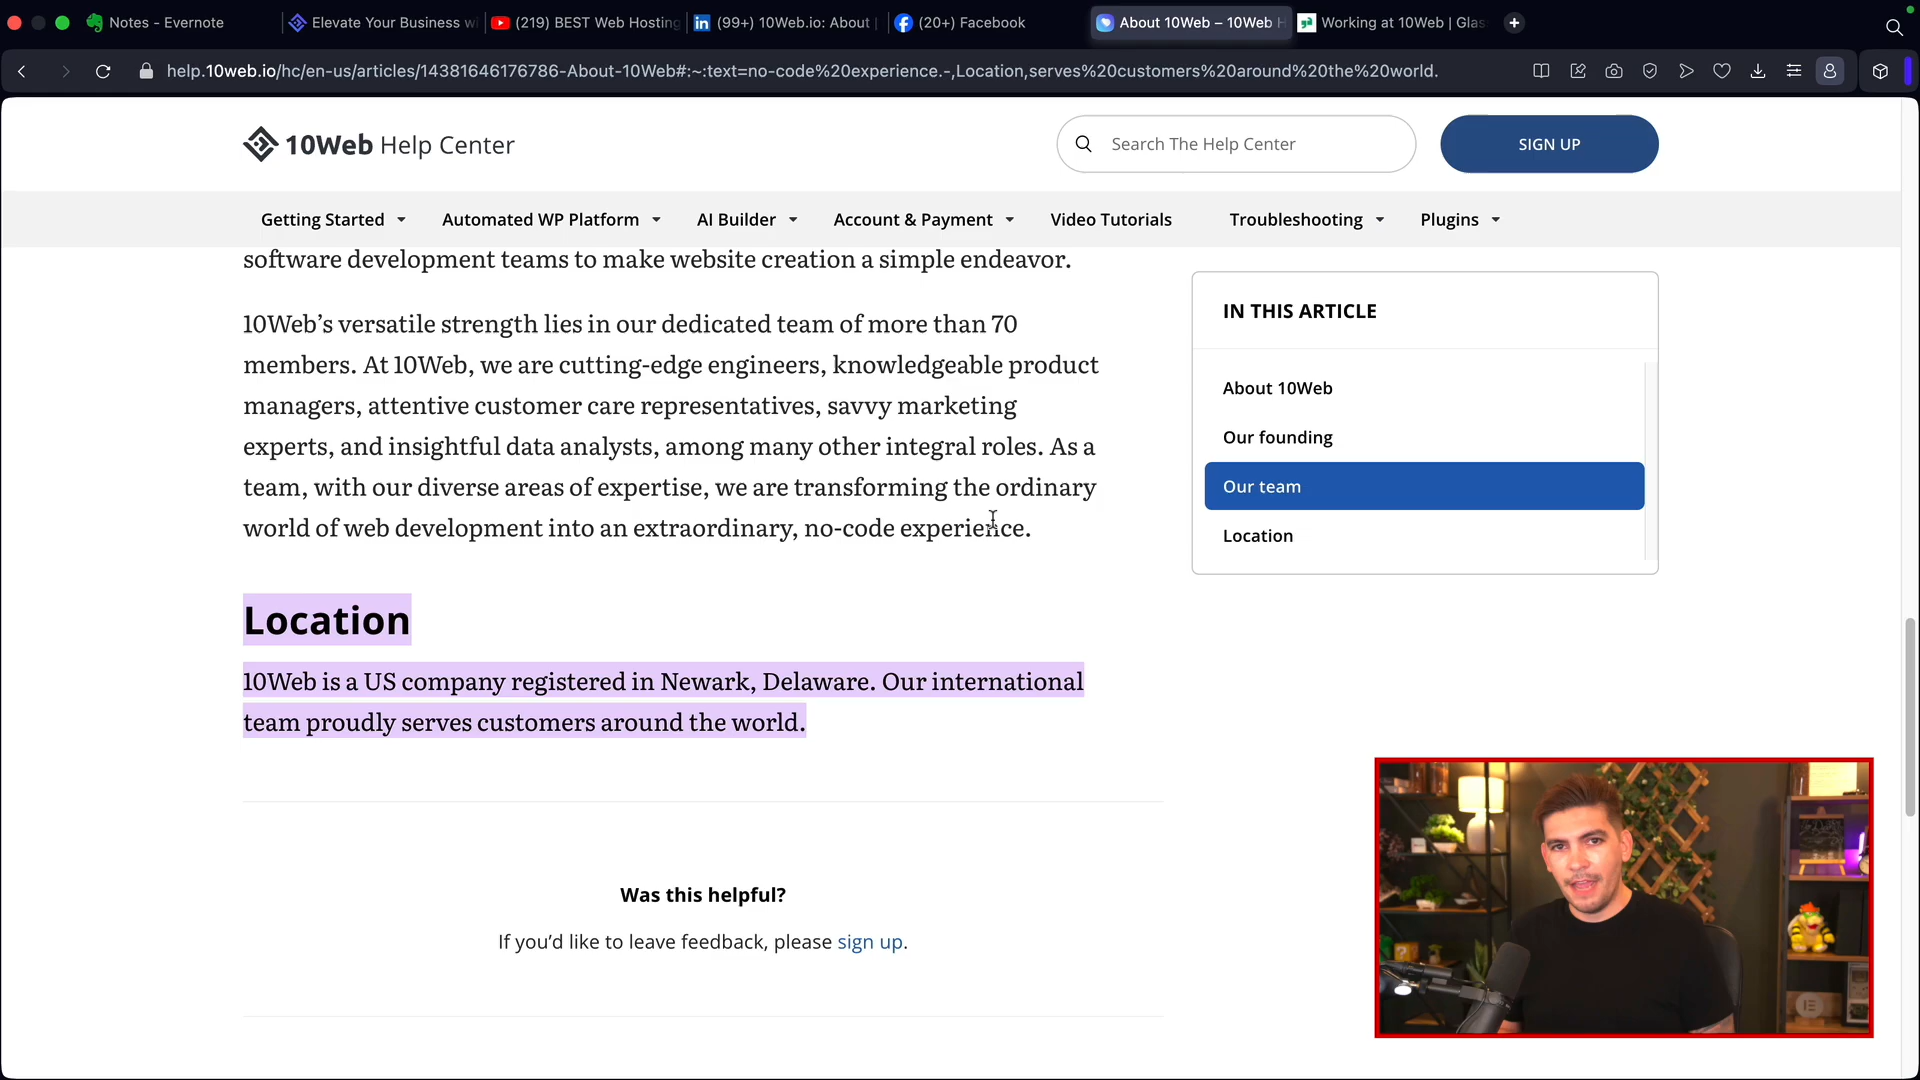 Notes - Evernote
Elevate Your Business w
(219) BEST Web Hosting
(99+) 10Web.io: About
(20+) Facebook
About 10Web – 10Web H
Working at 10Web | Glas
help.10web.io/hc/en-us/articles/14381646176786-About-10Web#:~:text=no-code%20experience.-,Location,serves%20customers%20around%20the%20world.
10Web Help Center
Search The Help Center
SIGN UP
Getting Started
Automated WP Platform
AI Builder
Account & Payment
Video Tutorials
Troubleshooting
Plugins
software development teams to make website creation a simple endeavor.
10Web’s versatile strength lies in our dedicated team of more than 70
members. At 10Web, we are cutting-edge engineers, knowledgeable product
managers, attentive customer care representatives, savvy marketing
experts, and insightful data analysts, among many other integral roles. As a
team, with our diverse areas of expertise, we are transforming the ordinary
world of web development into an extraordinary, no-code experience.
IN THIS ARTICLE
About 10Web
Our founding
Our team
Location
Location
10Web is a US company registered in Newark, Delaware. Our international
team proudly serves customers around the world.
Was this helpful?
If you’d like to leave feedback, please sign up.